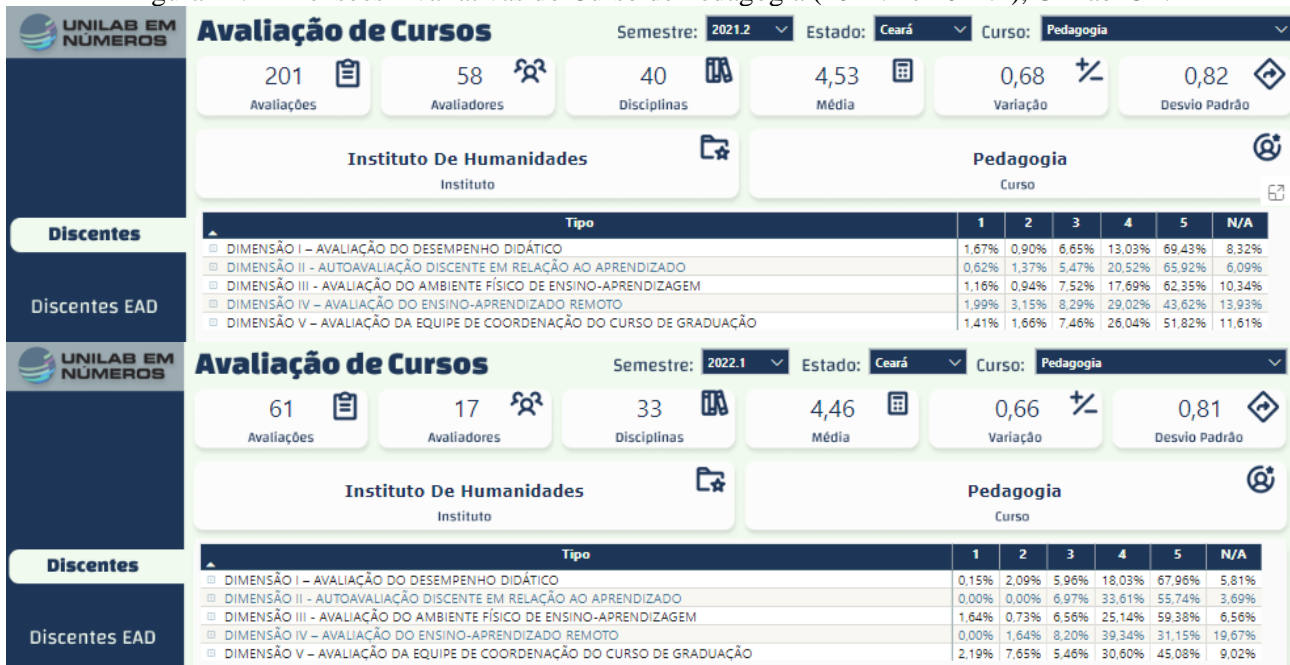 UNILAB EM
NÚMEROS
Avaliação de Cursos
Semestre: 2021.2 Estado: Ceará Curso: Pedagogia
201 58 40 4,53 0,68 0,82
Avaliações Avaliadores Disciplinas Média Variação Desvio Padrão
Instituto De Humanidades Pedagogia
Instituto Curso
Discentes
Discentes EAD
Tipo 1 2 3 4 5 N/A
DIMENSÃO I – AVALIAÇÃO DO DESEMPENHO DIDÁTICO 1,67% 0,90% 6,65% 13,03% 69,43% 8,32%
DIMENSÃO II - AUTOAVALIAÇÃO DISCENTE EM RELAÇÃO AO APRENDIZADO 0,62% 1,37% 5,47% 20,52% 65,92% 6,09%
DIMENSÃO III - AVALIAÇÃO DO AMBIENTE FÍSICO DE ENSINO-APRENDIZAGEM 1,16% 0,94% 7,52% 17,69% 62,35% 10,34%
DIMENSÃO IV – AVALIAÇÃO DO ENSINO-APRENDIZADO REMOTO 1,99% 3,15% 8,29% 29,02% 43,62% 13,93%
DIMENSÃO V – AVALIAÇÃO DA EQUIPE DE COORDENAÇÃO DO CURSO DE GRADUAÇÃO 1,41% 1,66% 7,46% 26,04% 51,82% 11,61%
UNILAB EM
NÚMEROS
Avaliação de Cursos
Semestre: 2022.1 Estado: Ceará Curso: Pedagogia
61 17 33 4,46 0,66 0,81
Avaliações Avaliadores Disciplinas Média Variação Desvio Padrão
Instituto De Humanidades Pedagogia
Instituto Curso
Discentes
Discentes EAD
Tipo 1 2 3 4 5 N/A
DIMENSÃO I – AVALIAÇÃO DO DESEMPENHO DIDÁTICO 0,15% 2,09% 5,96% 18,03% 67,96% 5,81%
DIMENSÃO II - AUTOAVALIAÇÃO DISCENTE EM RELAÇÃO AO APRENDIZADO 0,00% 0,00% 6,97% 33,61% 55,74% 3,69%
DIMENSÃO III - AVALIAÇÃO DO AMBIENTE FÍSICO DE ENSINO-APRENDIZAGEM 1,64% 0,73% 6,56% 25,14% 59,38% 6,56%
DIMENSÃO IV – AVALIAÇÃO DO ENSINO-APRENDIZADO REMOTO 0,00% 1,64% 8,20% 39,34% 31,15% 19,67%
DIMENSÃO V – AVALIAÇÃO DA EQUIPE DE COORDENAÇÃO DO CURSO DE GRADUAÇÃO 2,19% 7,65% 5,46% 30,60% 45,08% 9,02%